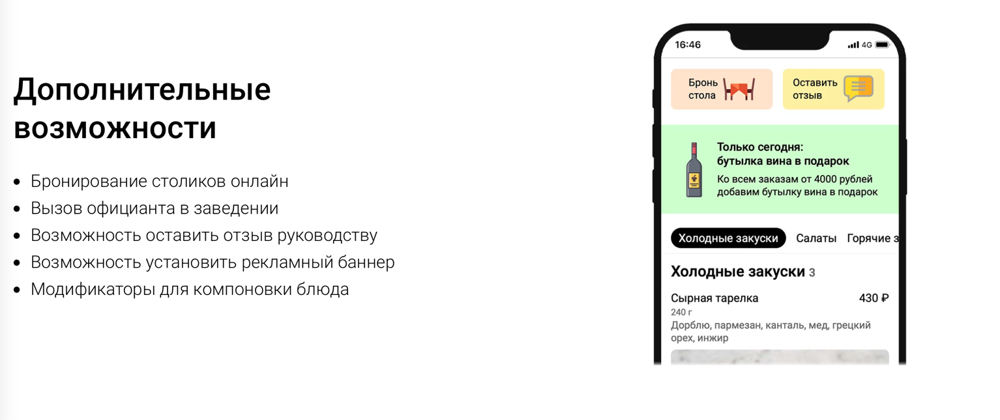 Дополнительные
возможности
Бронирование столиков онлайн
Вызов официанта в заведении
Возможность оставить отзыв руководству
Возможность установить рекламный баннер
Модификаторы для компоновки блюда
16:46
4G
Бронь
стола
Оставить
отзыв
Только сегодня:
бутылка вина в подарок
Ко всем заказам от 4000 рублей
добавим бутылку вина в подарок
Холодные закуски Салаты Горячие з
Холодные закуски 3
Сырная тарелка 430 ₽
240 г
Дорблю, пармезан, канталь, мед, грецкий
орех, инжир